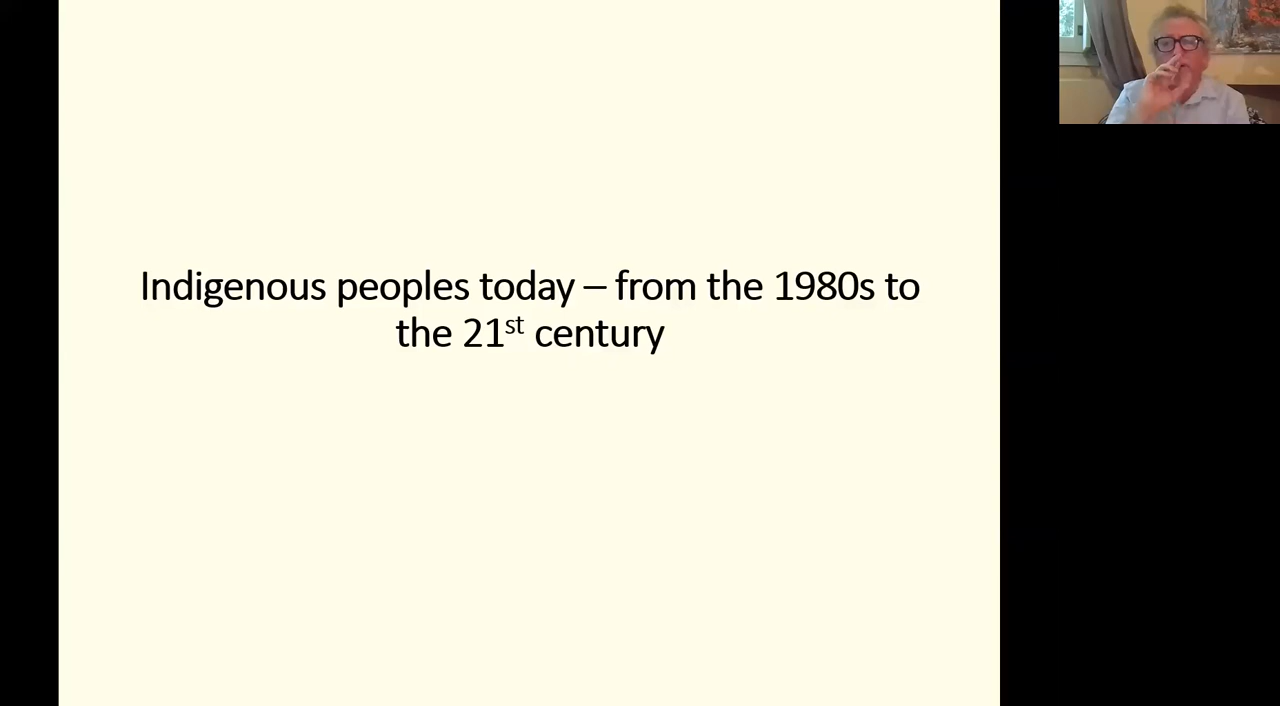 Indigenous peoples today – from the 1980s to
the 21st century